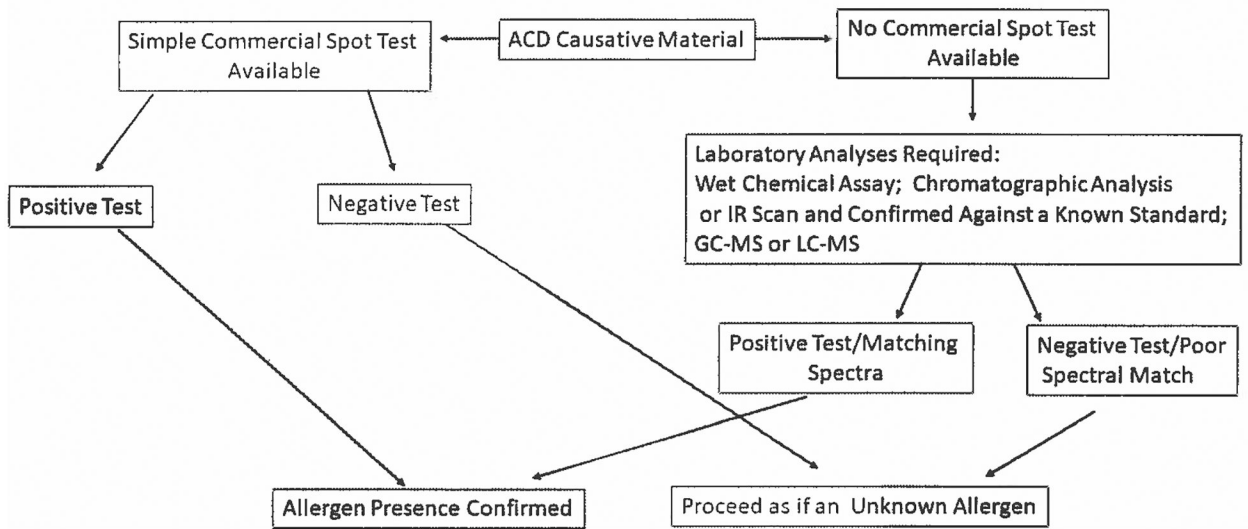 Simple Commercial Spot Test
Available
ACD Causative Material
No Commercial Spot Test
Available
Laboratory Analyses Required:
Wet Chemical Assay; Chromatographic Analysis
or IR Scan and Confirmed Against a Known Standard;
GC-MS or LC-MS
Positive Test
Negative Test
Positive Test/Matching
Spectra
Negative Test/Poor
Spectral Match
Allergen Presence Confirmed
Proceed as if an Unknown Allergen